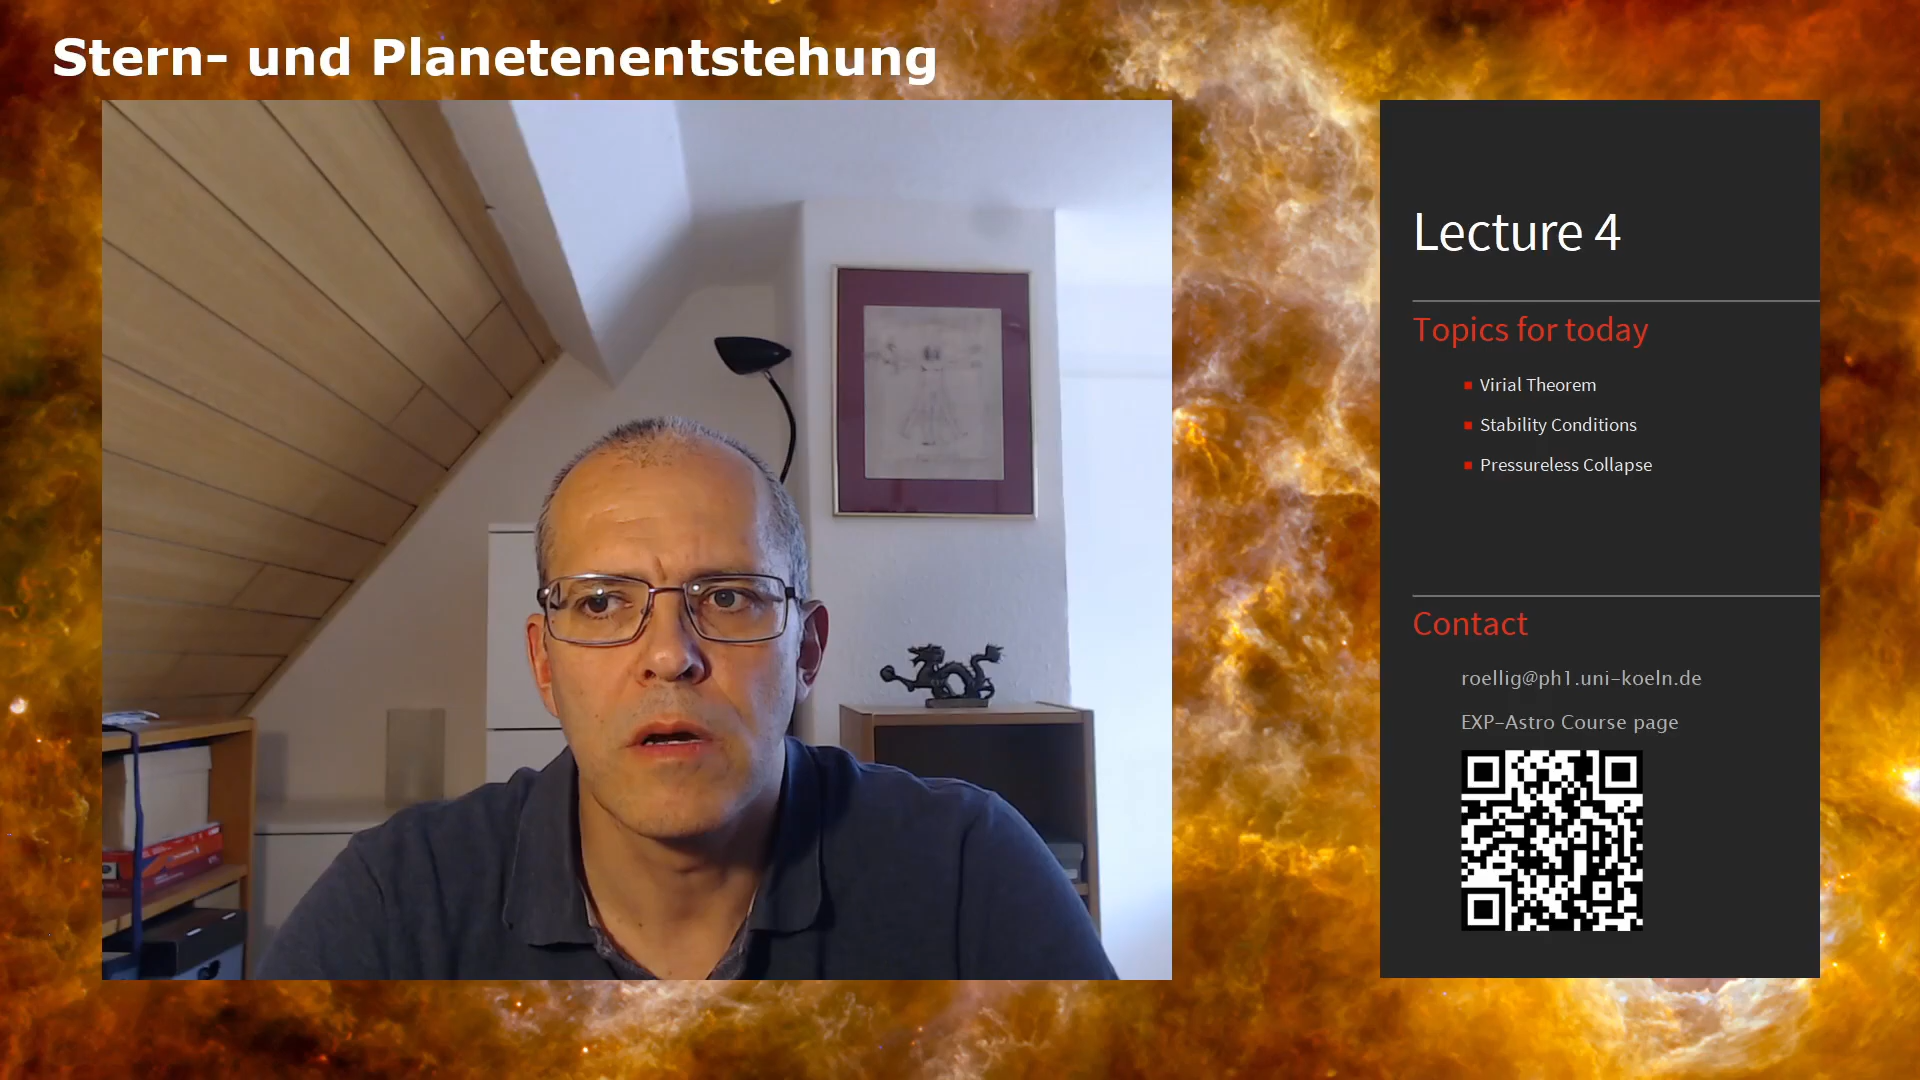 Stern- und Planetenentstehung
Lecture 4
Topics for today
Virial Theorem
Stability Conditions
Pressureless Collapse
Contact
roellig@ph1.uni-koeln.de
EXP-Astro Course page